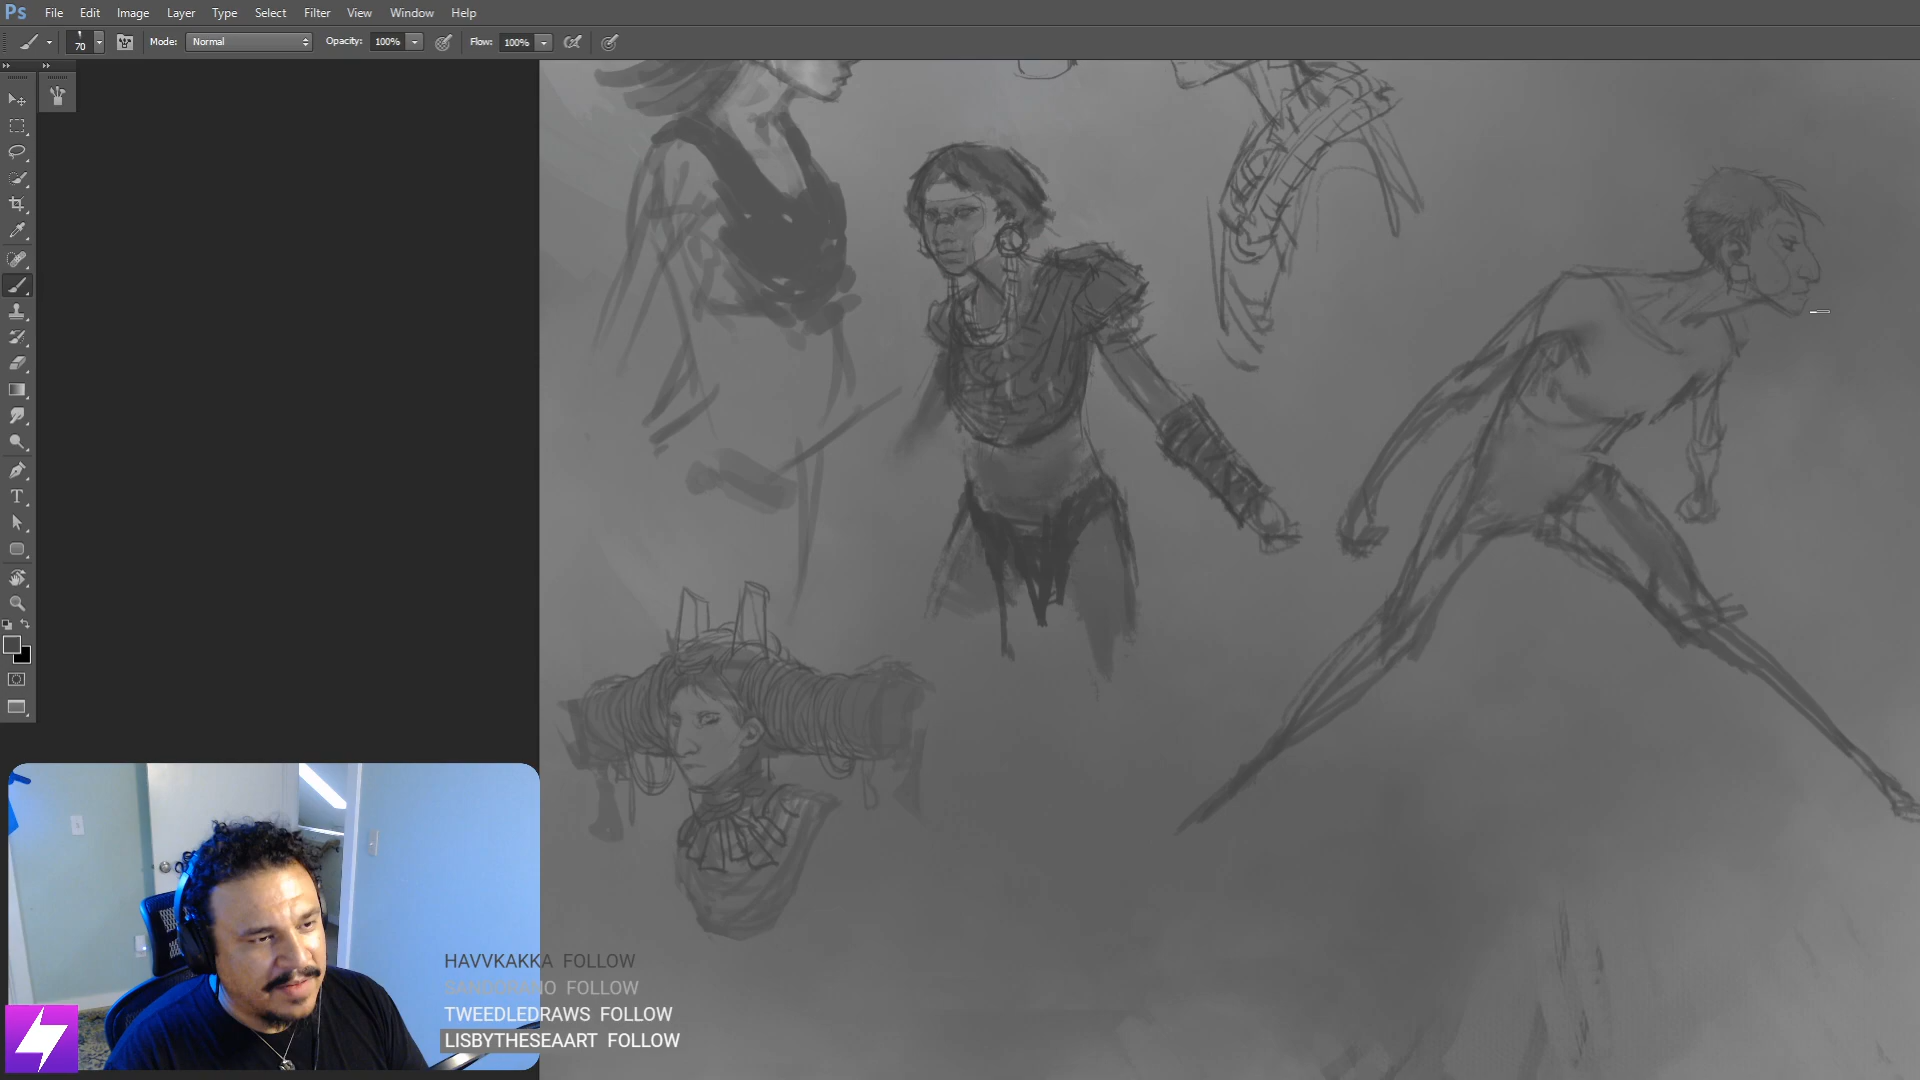 Ps File Edit Image Layer Type Select Filter View Window Help
70 Mode: Normal Opacity: 100% Flow: 100%
T
HAVVKAKKA FOLLOW
SANDORANO FOLLOW
TWEEDLEDRAWS FOLLOW
LISBYTHESEAART FOLLOW